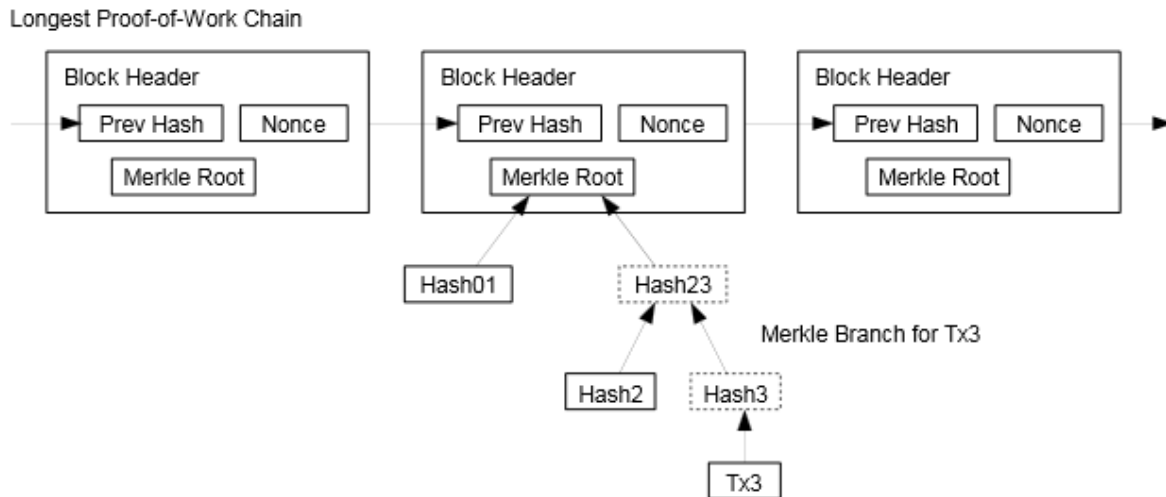 Longest Proof-of-Work Chain
Block Header
Prev Hash
Nonce
Merkle Root
Block Header
Prev Hash
Nonce
Merkle Root
Block Header
Prev Hash
Nonce
Merkle Root
Hash01
Hash23
Merkle Branch for Tx3
Hash2
Hash3
Tx3